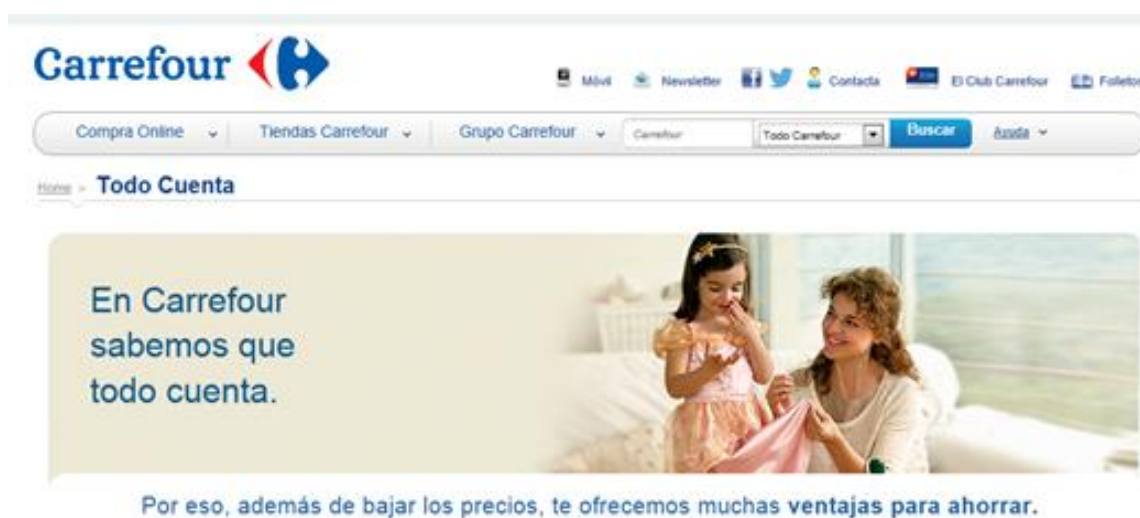 Carrefour
Móvil Newsletter Contacta El Club Carrefour Folletos
Compra Online Tiendas Carrefour Grupo Carrefour Carrefour Todo Carrefour Buscar Ayuda
Home > Todo Cuenta
En Carrefour
sabemos que
todo cuenta.
Por eso, además de bajar los precios, te ofrecemos muchas ventajas para ahorrar.